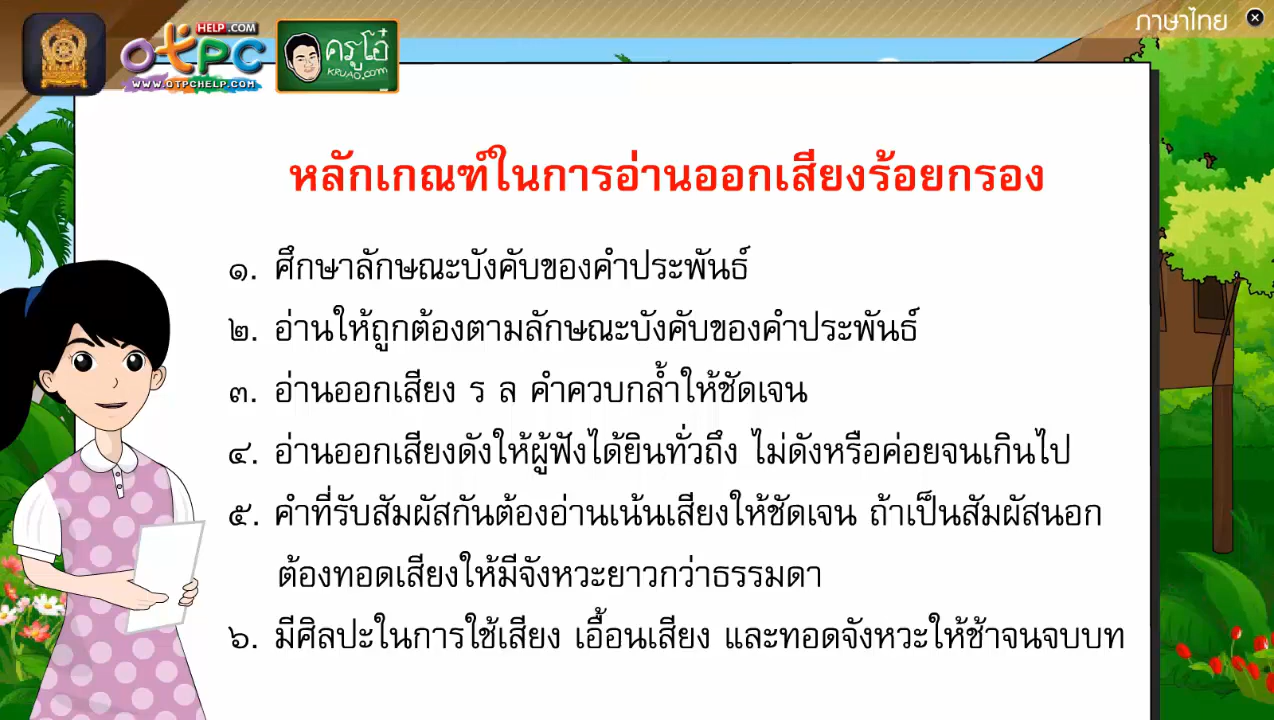 ภาษาไทย
HELP.COM
OTPC
WWW.OTPCHELP.COM
ครูโอ๋
KRUAO.com
หลักเกณฑ์ในการอ่านออกเสียงร้อยกรอง
๑. ศึกษาลักษณะบังคับของคำประพันธ์
๒. อ่านให้ถูกต้องตามลักษณะบังคับของคำประพันธ์
๓. อ่านออกเสียง ร ล คำควบกล้ำให้ชัดเจน
๔. อ่านออกเสียงดังให้ผู้ฟังได้ยินทั่วถึง ไม่ดังหรือค่อยจนเกินไป
๕. คำที่รับสัมผัสกันต้องอ่านเน้นเสียงให้ชัดเจน ถ้าเป็นสัมผัสนอก
ต้องทอดเสียงให้มีจังหวะยาวกว่าธรรมดา
๖. มีศิลปะในการใช้เสียง เอื้อนเสียง และทอดจังหวะให้ช้าจนจบบท